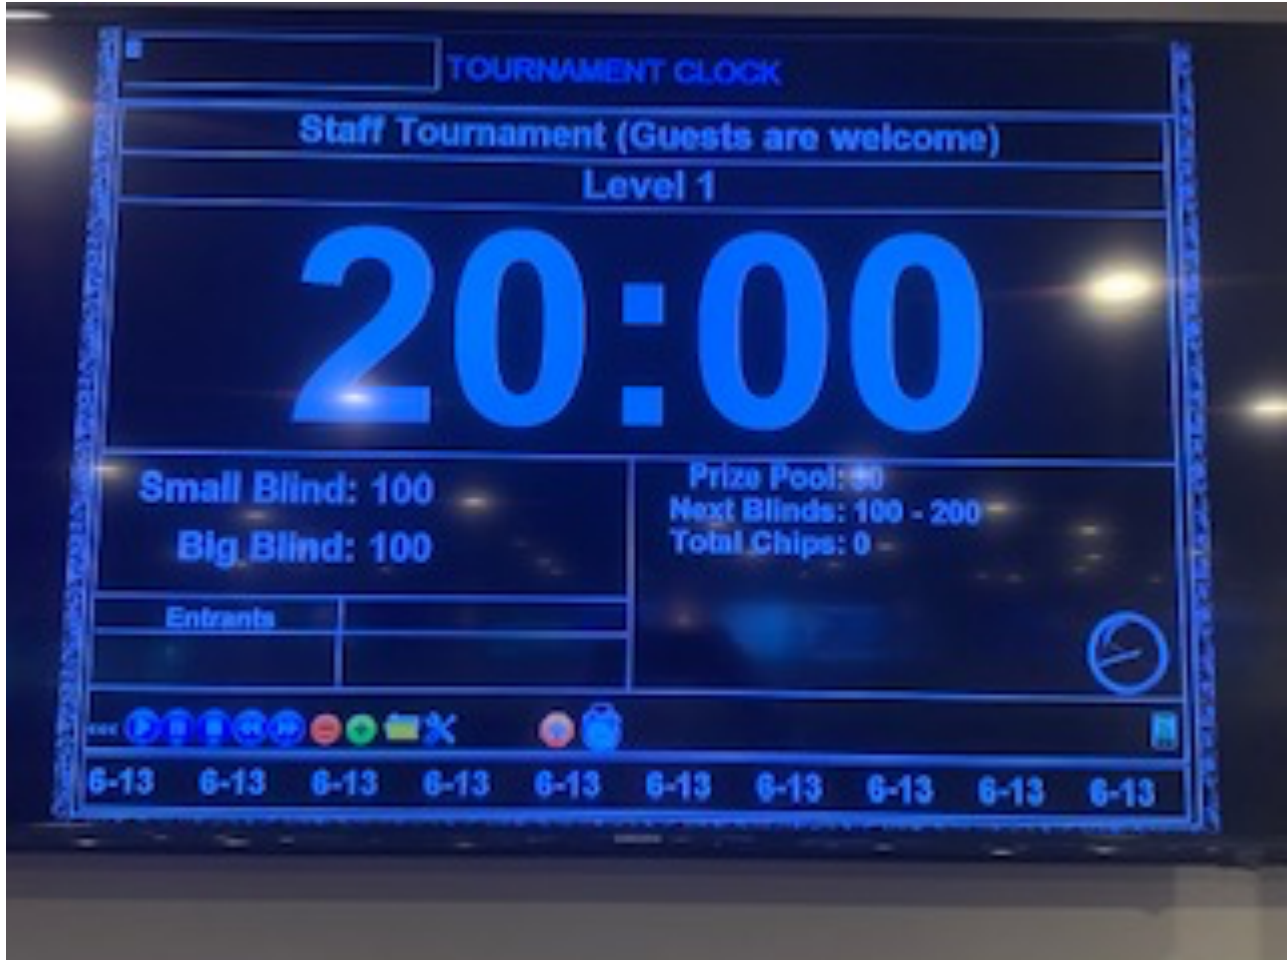 TOURNAMENT CLOCK
Staff Tournament (Guests are welcome)
Level 1
20:00
Small Blind: 100
Big Blind: 100
Prize Pool:
Next Blinds: 100 - 200
Total Chips: 0
Entrants
6-13 6-13 6-13 6-13 6-13 6-13 6-13 6-13 6-13 6-13